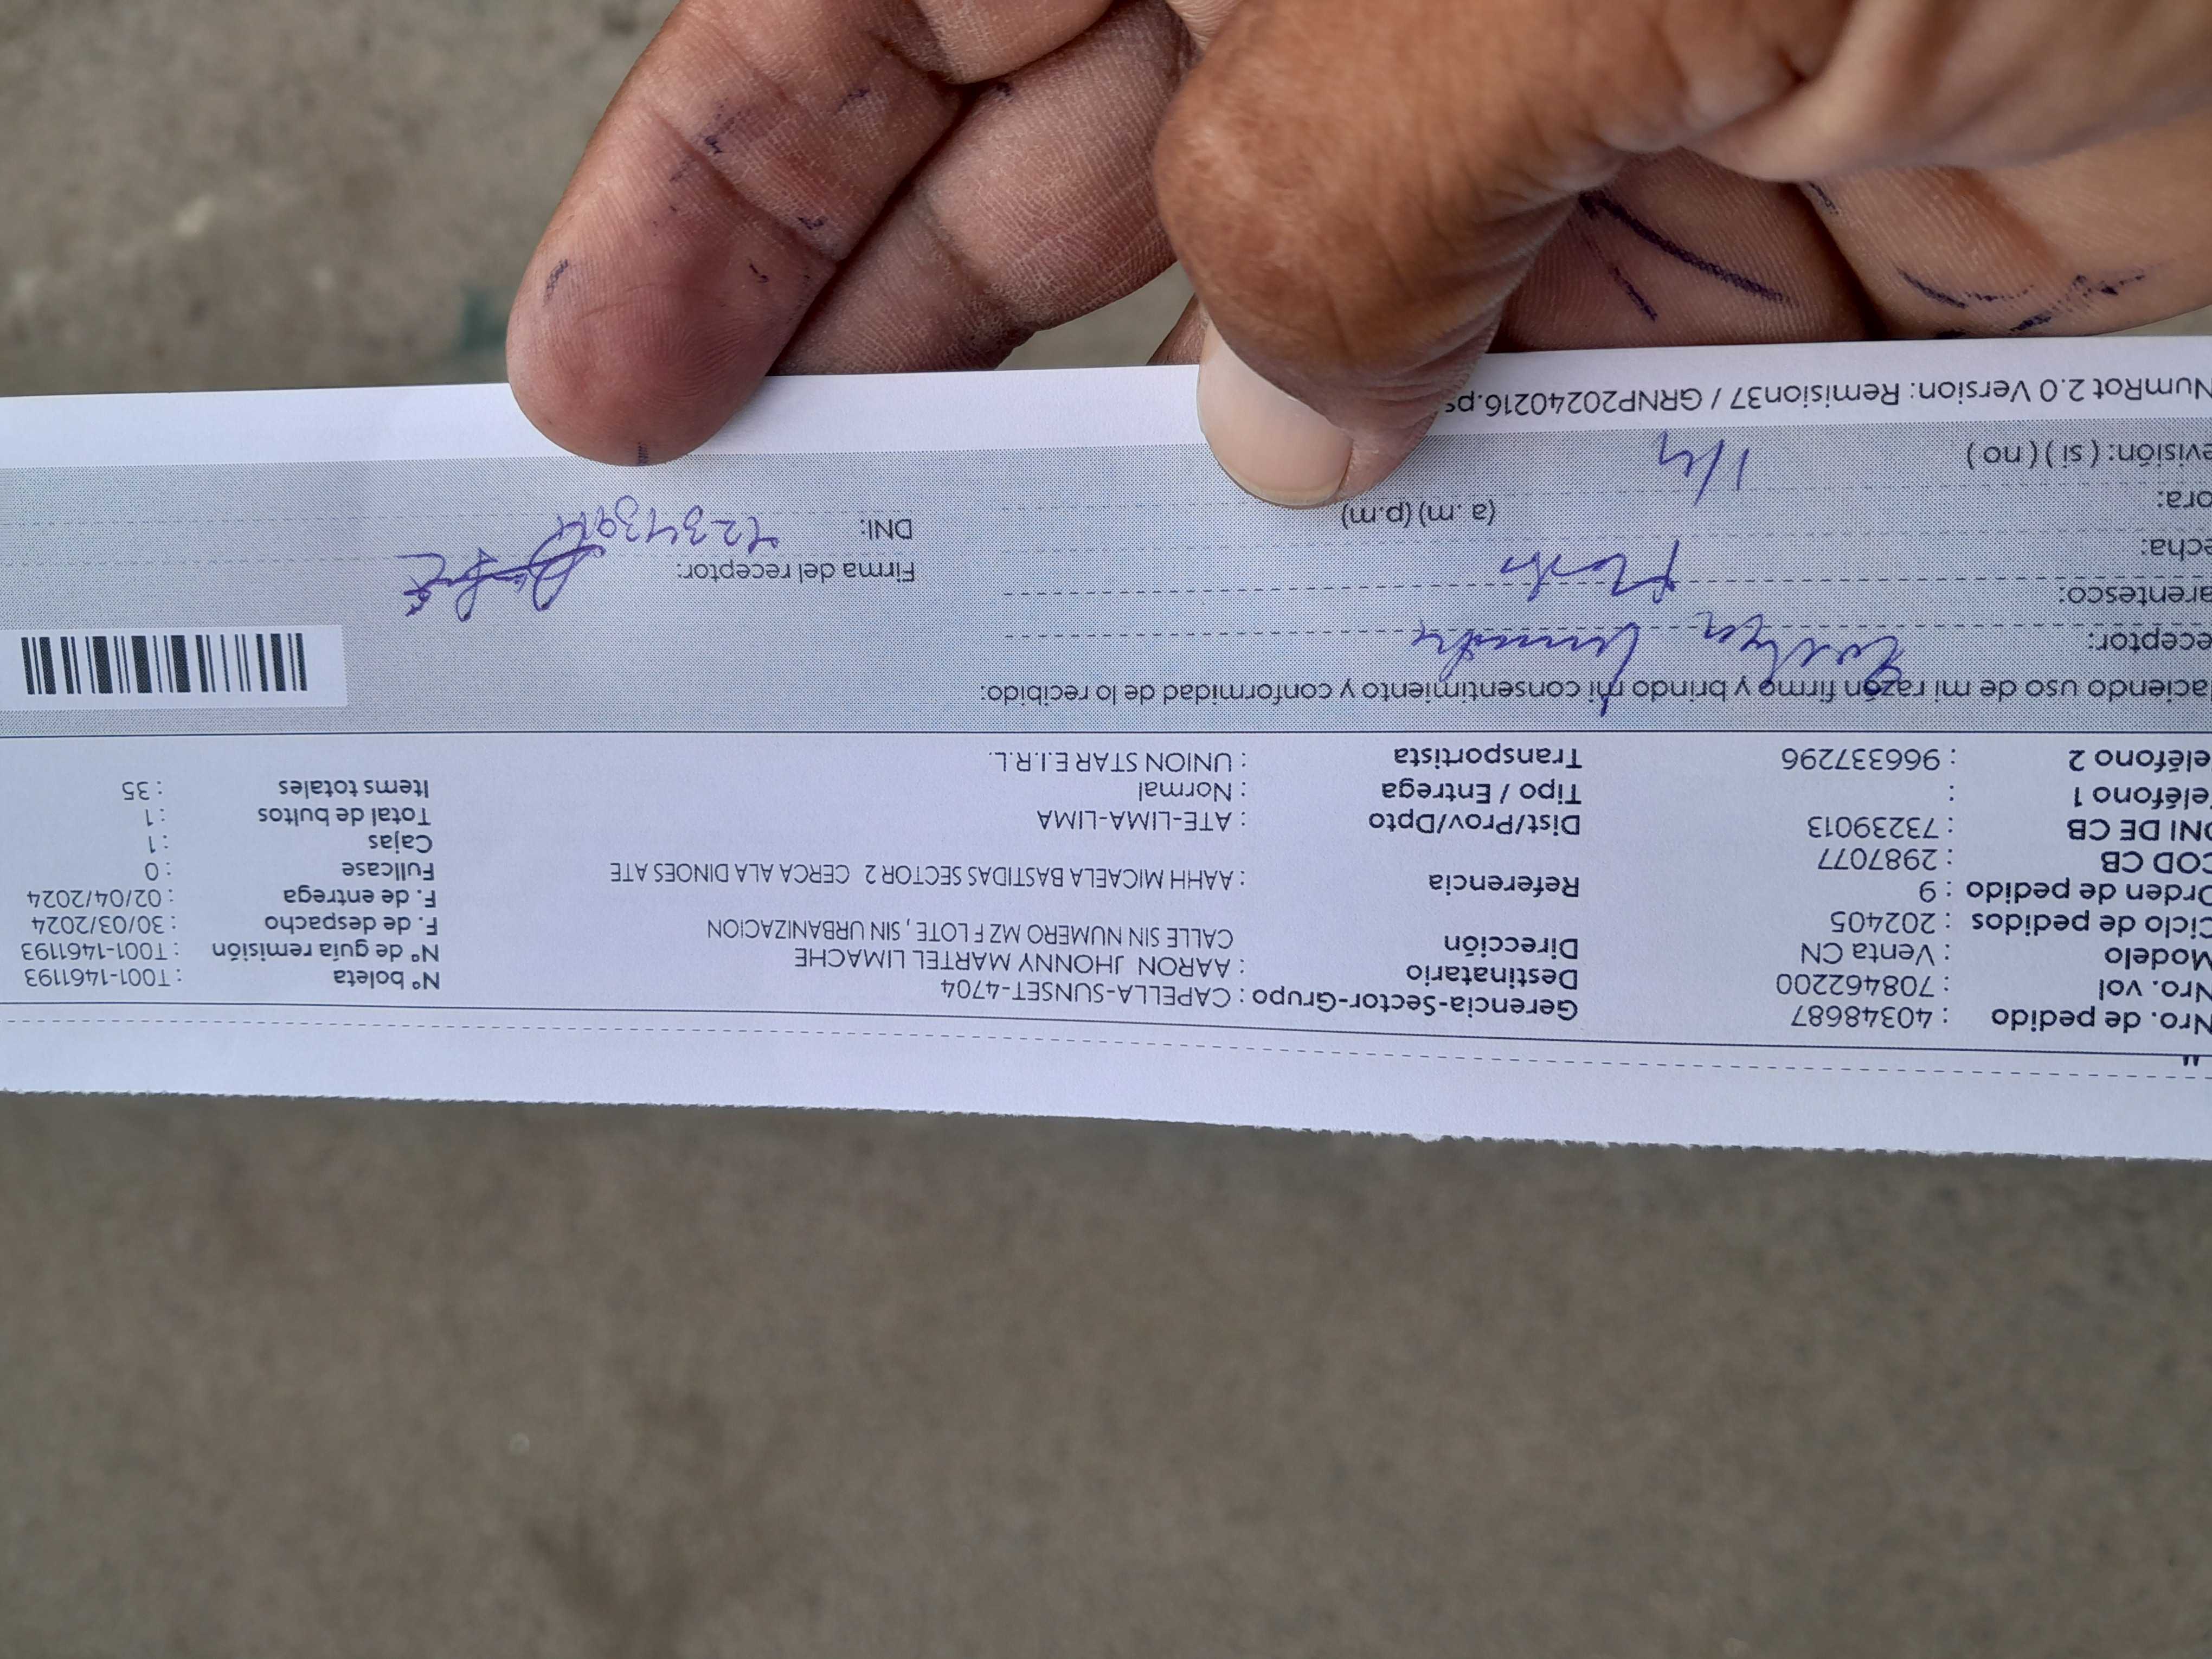 Nro. de pedido : 40348687 Gerencia-Sector-Grupo : CAPELLA-SUNSET-4704 N° boleta : T001-1461193
Nro. vol : 708462200 Destinatario : AARON JHONNY MARTEL LIMACHE N° de guia remisión : T001-1461193
Modelo : Venta CN Dirección CALLE SIN NUMERO MZ F LOTE , SIN URBANIZACION F. de despacho : 30/03/2024
Ciclo de pedidos : 202405 F. de entrega : 02/04/2024
Orden de pedido : 9 Referencia : AAHH MICAELA BASTIDAS SECTOR 2 CERCA ALA DINOES ATE Fullcase : 0
COD CB : 2987077 Cajas : 1
DNI DE CB : 73239013 Dist/Prov/Dpto : ATE-LIMA-LIMA Total de bultos : 1
Teléfono 1 : Tipo / Entrega : Normal Items totales : 35
Teléfono 2 : 966337296 Transportista : UNION STAR E.I.R.L.
aciendo uso de mi razón firmo y brindo mi consentimiento y conformidad de lo recibido:
eceptor:
arentesco: Firma del receptor:
echa: DNI:
ora: 1/4 (a .m) (p.m)
evisión: ( si ) ( no )
NumRot 2.0 Version: Remision37 / GRNP20240216.ps